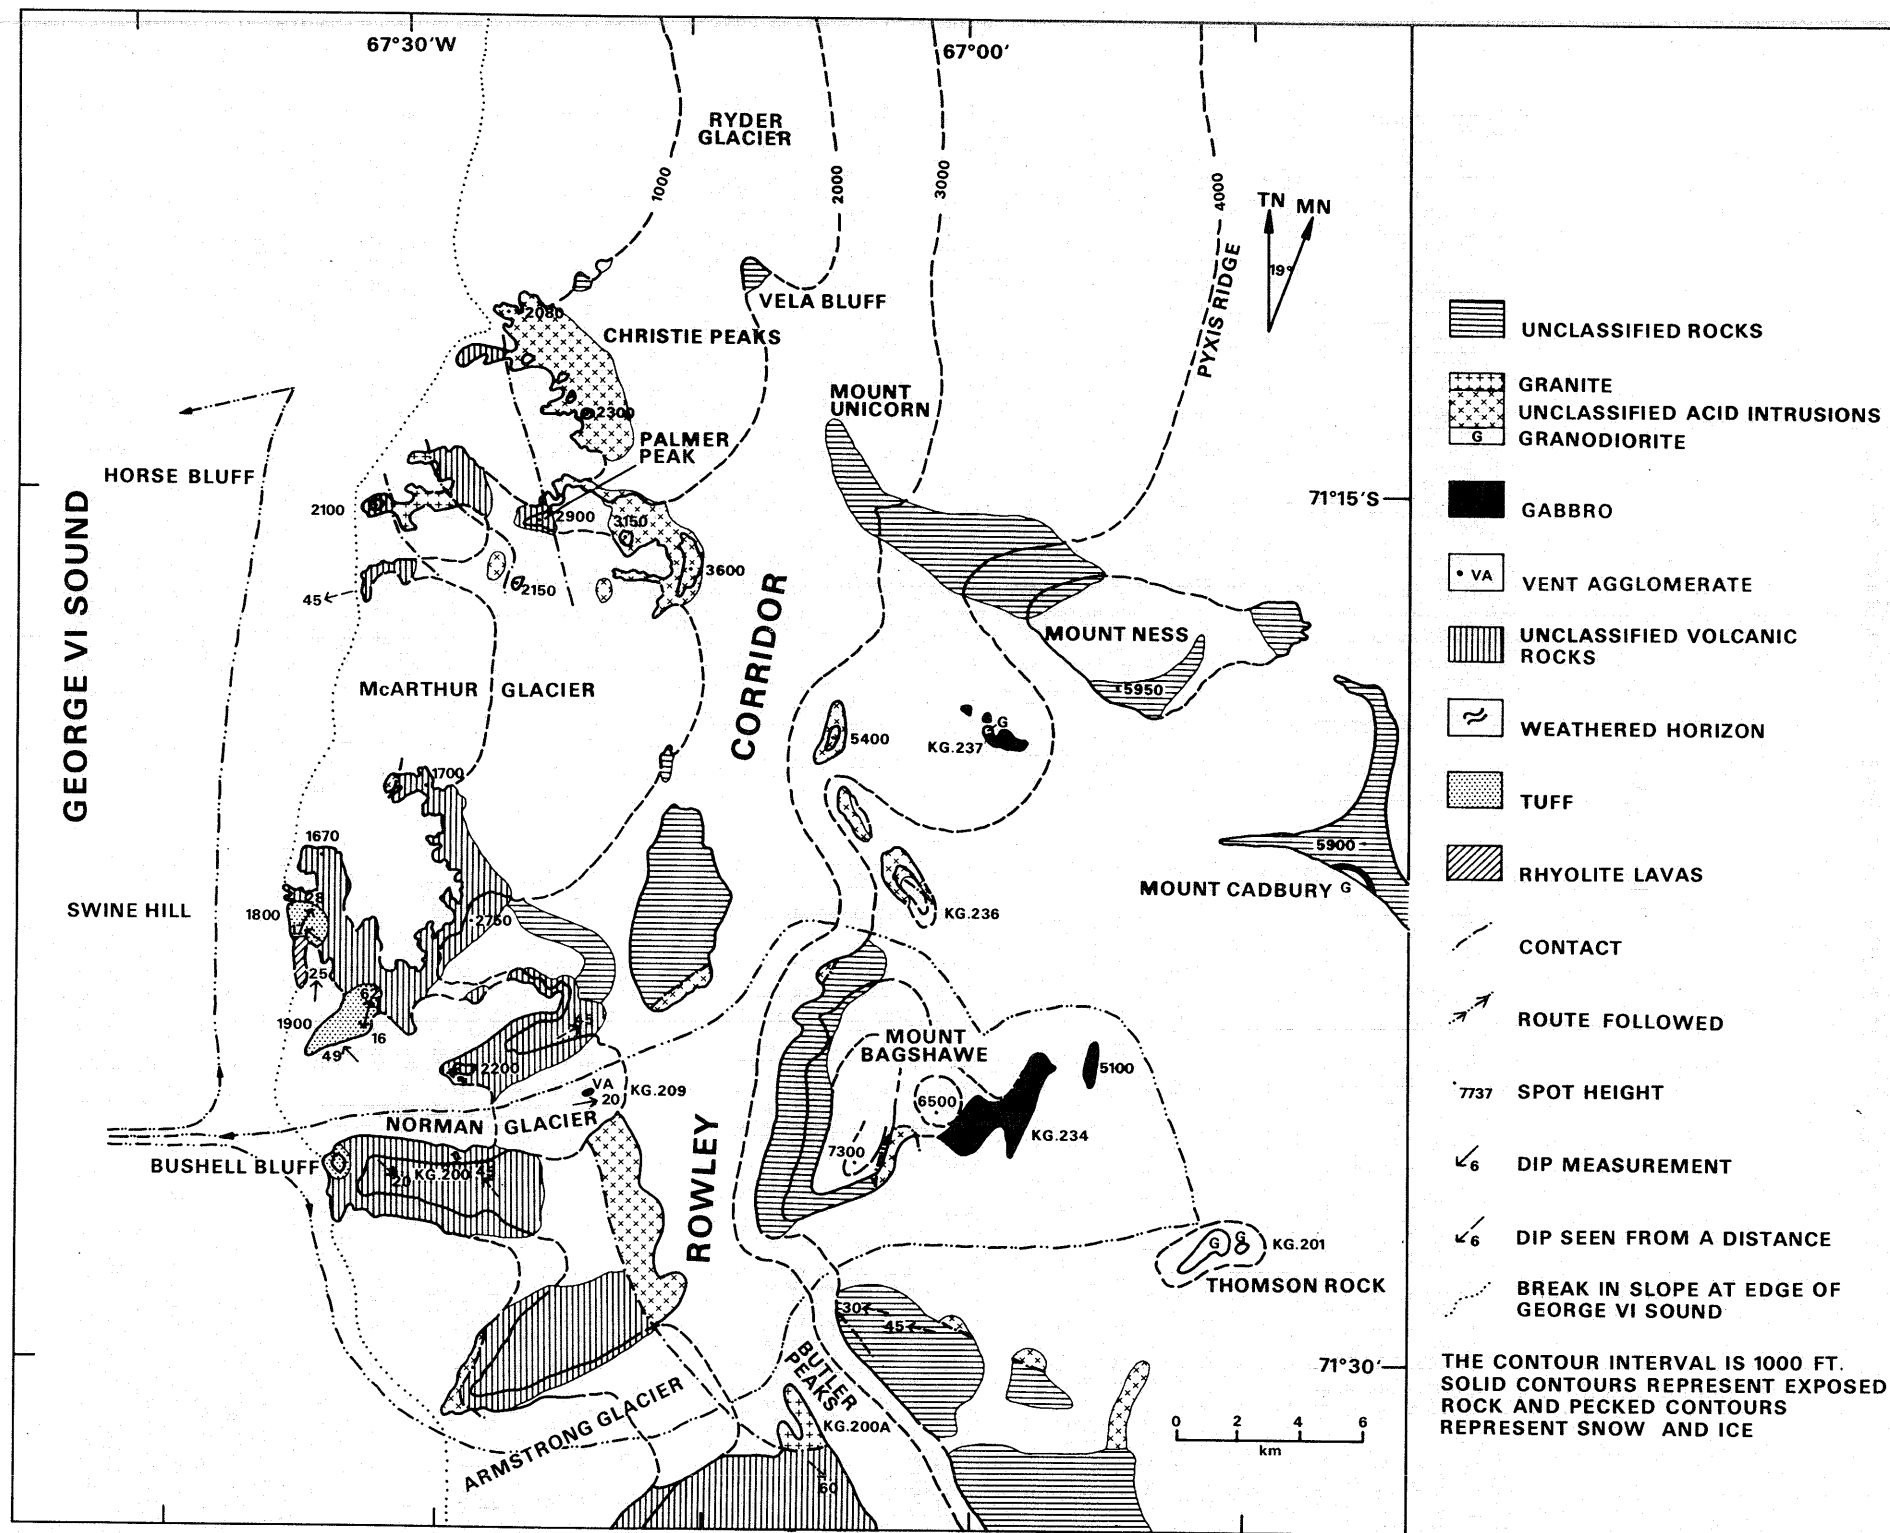 67°30'W
67°00'
RYDER
GLACIER
1000
2000
3000
4000
TN MN
19°
PYXIS RIDGE
VELA BLUFF
2080
CHRISTIE PEAKS
2300
MOUNT
UNICORN
PALMER
PEAK
HORSE BLUFF
2100
2900
3150
3600
2150
45
71°15'S
GEORGE VI SOUND
MOUNT NESS
5950
McARTHUR GLACIER
CORRIDOR
5400
G
KG.237
1700
1670
5900
MOUNT CADBURY G
SWINE HILL
1800
28
17
2750
KG.236
25
62
1900
16
49
45
MOUNT
BAGSHAWE
2200
5100
VA
KG.209
20
6500
NORMAN GLACIER
KG.234
7300
BUSHELL BLUFF
KG.200
45
20
ROWLEY
G
G
KG.201
THOMSON ROCK
30?
45?
BUTLER
PEAKS
71°30'
KG.200A
ARMSTRONG GLACIER
60
0 2 4 6
km
UNCLASSIFIED ROCKS
GRANITE
UNCLASSIFIED ACID INTRUSIONS
G GRANODIORITE
GABBRO
VA VENT AGGLOMERATE
UNCLASSIFIED VOLCANIC
ROCKS
WEATHERED HORIZON
TUFF
RHYOLITE LAVAS
CONTACT
ROUTE FOLLOWED
7737 SPOT HEIGHT
6 DIP MEASUREMENT
6 DIP SEEN FROM A DISTANCE
BREAK IN SLOPE AT EDGE OF
GEORGE VI SOUND
THE CONTOUR INTERVAL IS 1000 FT.
SOLID CONTOURS REPRESENT EXPOSED
ROCK AND PECKED CONTOURS
REPRESENT SNOW AND ICE